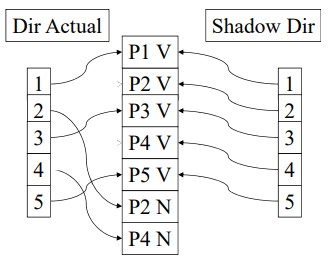 Dir Actual
Shadow Dir
P1 V
P2 V
P3 V
P4 V
P5 V
P2 N
P4 N
1
2
3
4
5
1
2
3
4
5